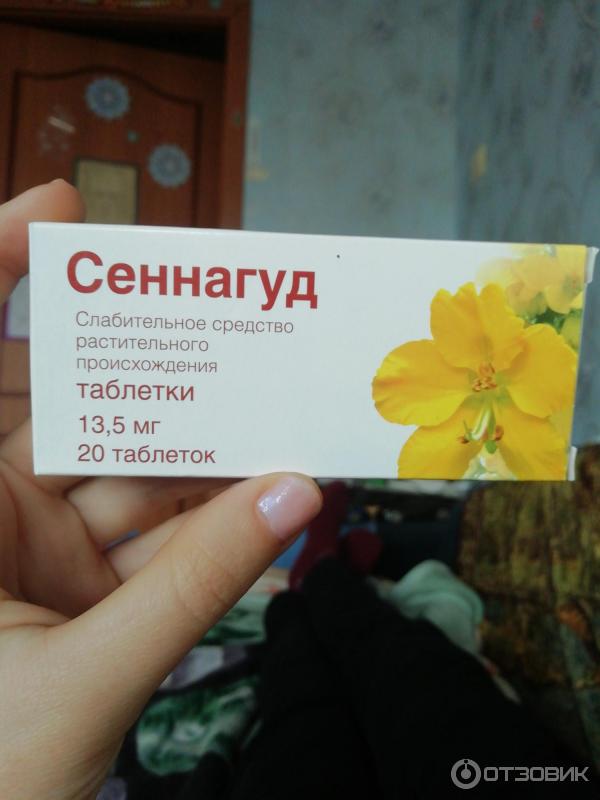 Сеннагуд
Слабительное средство
растительного
происхождения
таблетки
13,5 мг
20 таблеток
ОТЗОВИК